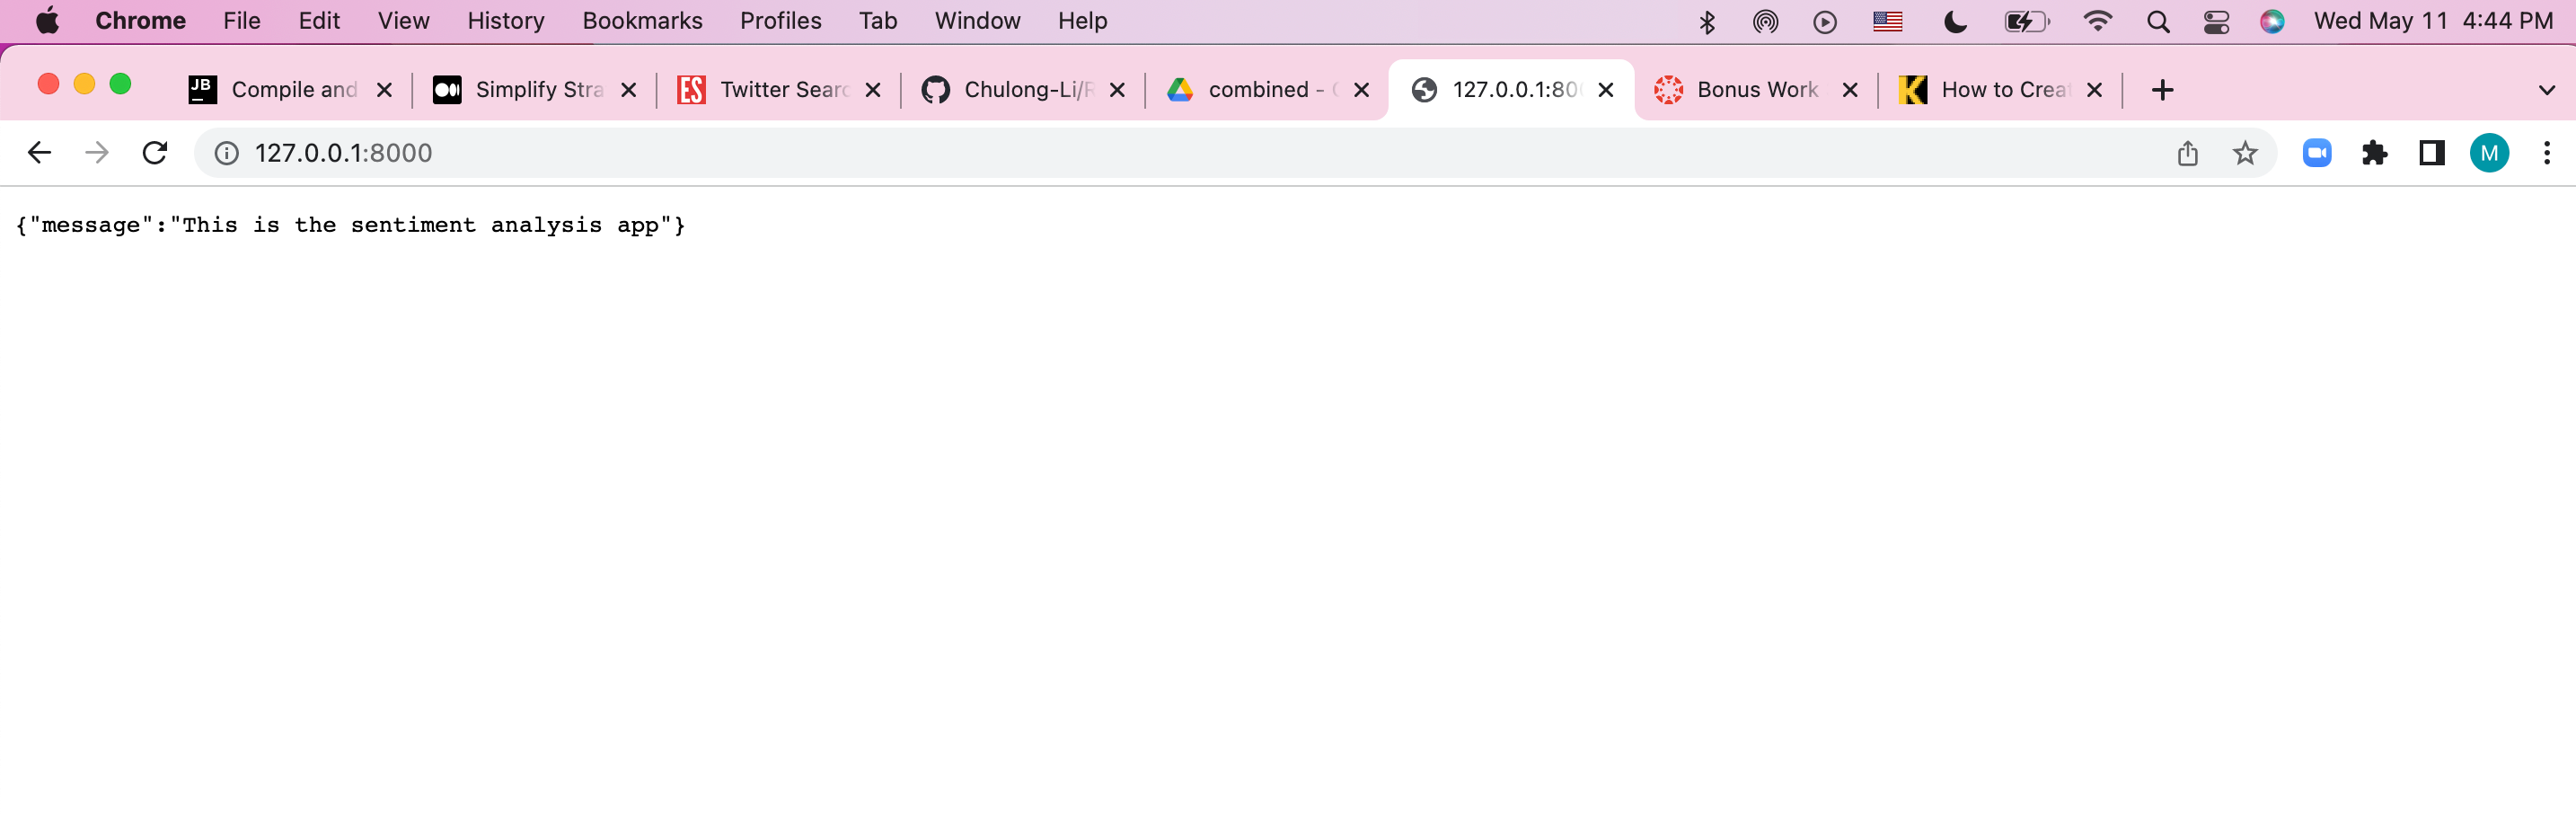 Chrome File Edit View History Bookmarks Profiles Tab Window Help Wed May 11 4:44 PM
JB Compile and Simplify Stra ES Twitter Searc Chulong-Li/R combined - 127.0.0.1:80 Bonus Work K How to Crea
127.0.0.1:8000 M
{"message":"This is the sentiment analysis app"}